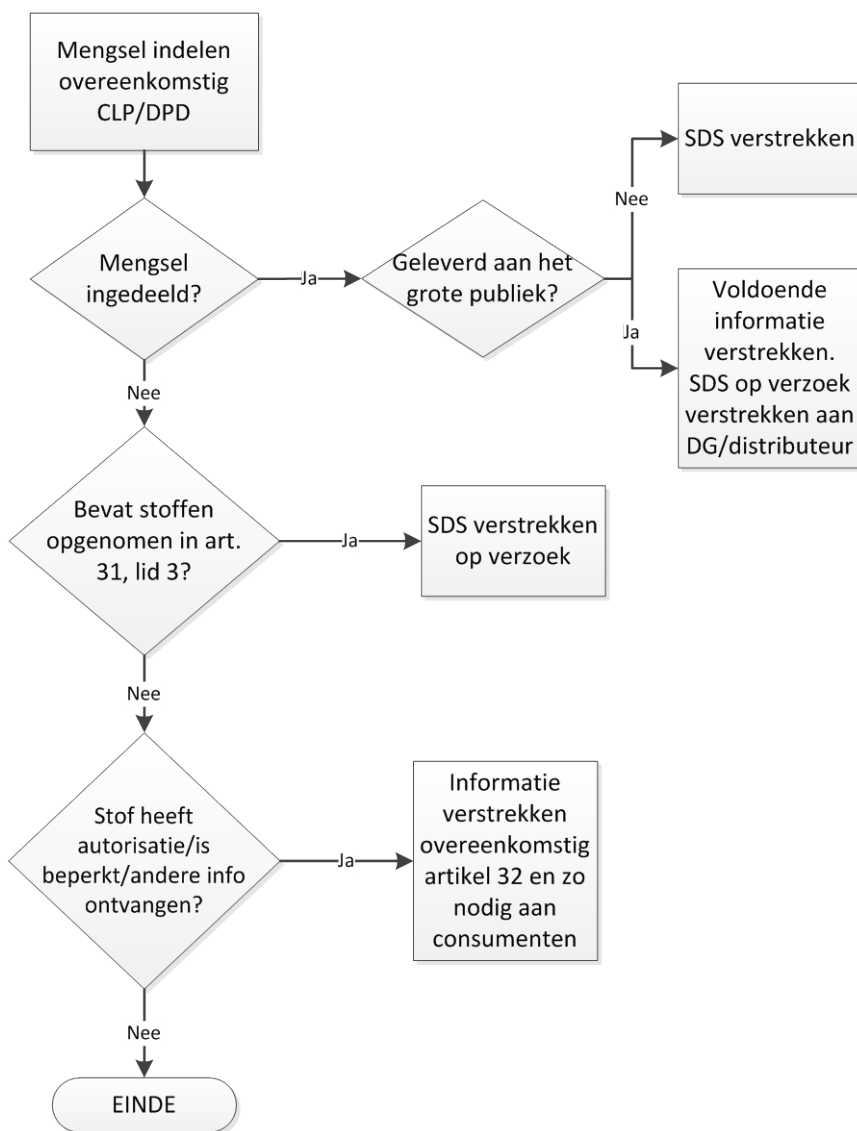 Mengsel indelen
overeenkomstig
CLP/DPD
SDS verstrekken
Nee
Mengsel
ingedeeld?
Ja
Geleverd aan het
grote publiek?
Ja
Voldoende
informatie
verstrekken.
SDS op verzoek
verstrekken aan
DG/distributeur
Nee
Bevat stoffen
opgenomen in art.
31, lid 3?
Ja
SDS verstrekken
op verzoek
Nee
Stof heeft
autorisatie/is
beperkt/andere info
ontvangen?
Ja
Informatie
verstrekken
overeenkomstig
artikel 32 en zo
nodig aan
consumenten
Nee
EINDE